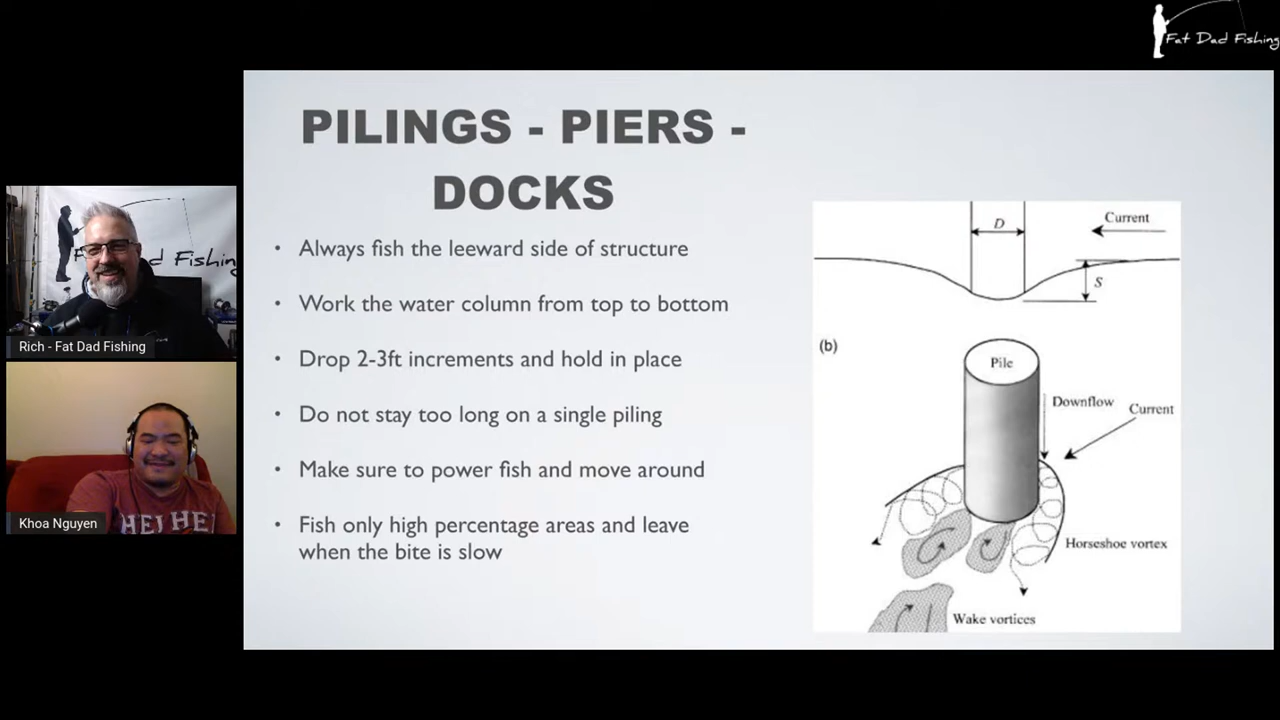 Fat Dad Fishing
PILINGS - PIERS -
DOCKS
• Always fish the leeward side of structure
• Work the water column from top to bottom
• Drop 2-3ft increments and hold in place
• Do not stay too long on a single piling
• Make sure to power fish and move around
• Fish only high percentage areas and leave
when the bite is slow
D
Current
S
(b)
Pile
Downflow
Current
Horseshoe vortex
Wake vortices
Fishing
Rich - Fat Dad Fishing
HEI HE
Khoa Nguyen